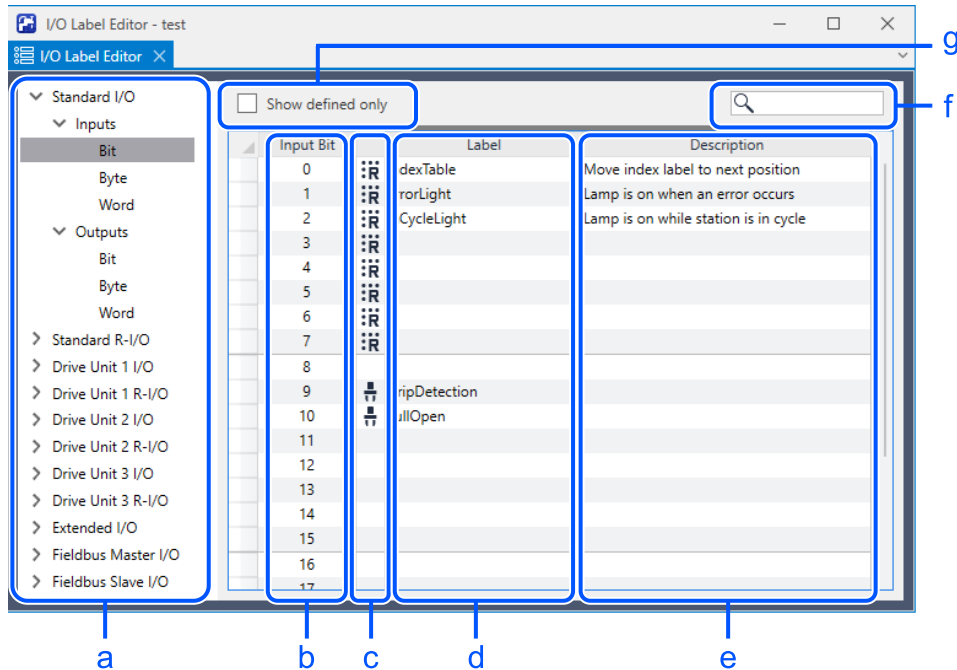 I/O Label Editor - test
I/O Label Editor
g
Standard I/O
Inputs
Bit
Byte
Word
Outputs
Bit
Byte
Word
Standard R-I/O
Drive Unit 1 I/O
Drive Unit 1 R-I/O
Drive Unit 2 I/O
Drive Unit 2 R-I/O
Drive Unit 3 I/O
Drive Unit 3 R-I/O
Extended I/O
Fieldbus Master I/O
Fieldbus Slave I/O
Show defined only
f
Input Bit Label Description
0 R dexTable Move index label to next position
1 R rorLight Lamp is on when an error occurs
2 R CycleLight Lamp is on while station is in cycle
3 R
4 R
5 R
6 R
7 R
8
9 ripDetection
10 ullOpen
11
12
13
14
15
16
17
a b c d e